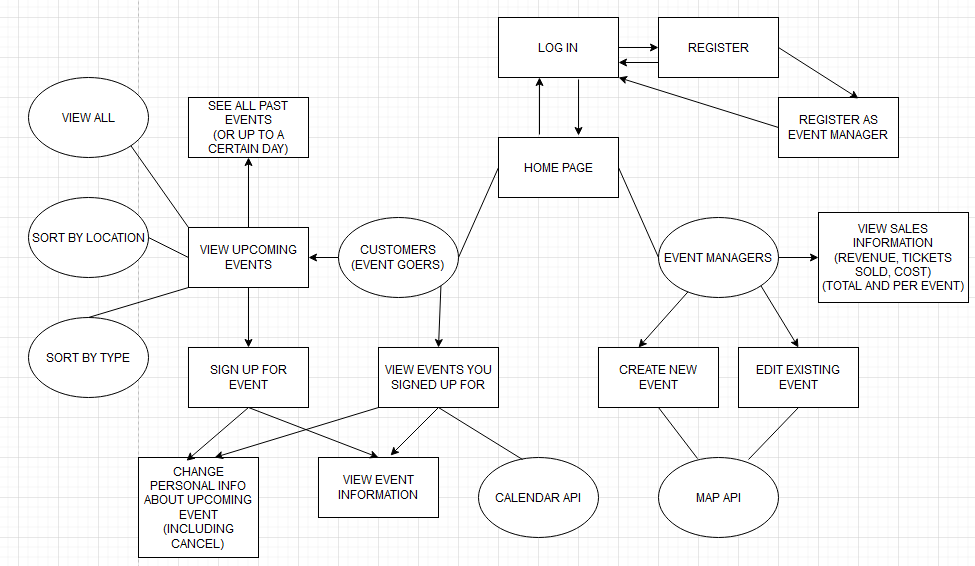 LOG IN
REGISTER
VIEW ALL
SEE ALL PAST
EVENTS
(OR UP TO A
CERTAIN DAY)
REGISTER AS
EVENT MANAGER
HOME PAGE
SORT BY LOCATION
VIEW UPCOMING
EVENTS
CUSTOMERS
(EVENT GOERS)
EVENT MANAGERS
VIEW SALES
INFORMATION
(REVENUE, TICKETS
SOLD, COST)
(TOTAL AND PER EVENT)
SORT BY TYPE
SIGN UP FOR
EVENT
VIEW EVENTS YOU
SIGNED UP FOR
CREATE NEW
EVENT
EDIT EXISTING
EVENT
CHANGE
PERSONAL INFO
ABOUT UPCOMING
EVENT
(INCLUDING
CANCEL)
VIEW EVENT
INFORMATION
CALENDAR API
MAP API